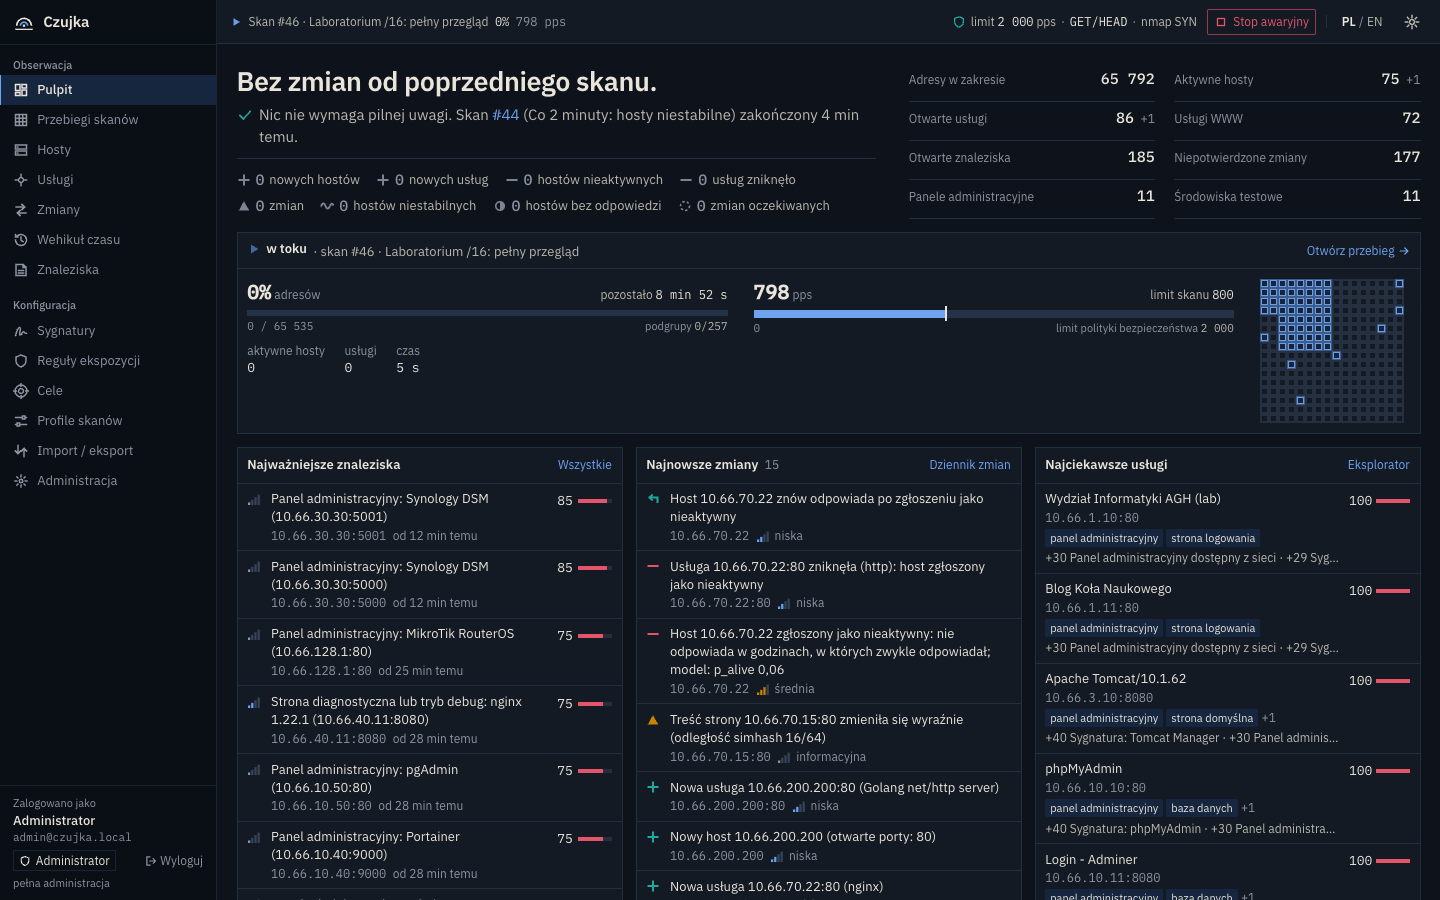 Czujka
Skan #46 · Laboratorium /16: pełny przegląd 0% 798 pps
limit 2 000 pps · GET/HEAD · nmap SYN
Stop awaryjny
PL / EN
Obserwacja
Pulpit
Przebiegi skanów
Hosty
Usługi
Zmiany
Wehikuł czasu
Znaleziska
Konfiguracja
Sygnatury
Reguły ekspozycji
Cele
Profile skanów
Import / eksport
Administracja
Zalogowano jako
Administrator
admin@czujka.local
Administrator
Wyloguj
pełna administracja
Bez zmian od poprzedniego skanu.
Nic nie wymaga pilnej uwagi. Skan #44 (Co 2 minuty: hosty niestabilne) zakończony 4 min
temu.
0 nowych hostów 0 nowych usług 0 hostów nieaktywnych 0 usług zniknęło
0 zmian 0 hostów niestabilnych 0 hostów bez odpowiedzi 0 zmian oczekiwanych
Adresy w zakresie 65 792
Aktywne hosty 75 +1
Otwarte usługi 86 +1
Usługi WWW 72
Otwarte znaleziska 185
Niepotwierdzone zmiany 177
Panele administracyjne 11
Środowiska testowe 11
w toku · skan #46 · Laboratorium /16: pełny przegląd
Otwórz przebieg →
0% adresów pozostało 8 min 52 s
0 / 65 535 podgrupy 0/257
aktywne hosty usługi czas
0 0 5 s
798 pps limit skanu 800
0 limit polityki bezpieczeństwa 2 000
Najważniejsze znaleziska Wszystkie
Panel administracyjny: Synology DSM 85
(10.66.30.30:5001)
10.66.30.30:5001 od 12 min temu
Panel administracyjny: Synology DSM 85
(10.66.30.30:5000)
10.66.30.30:5000 od 12 min temu
Panel administracyjny: MikroTik RouterOS 75
(10.66.128.1:80)
10.66.128.1:80 od 25 min temu
Strona diagnostyczna lub tryb debug: nginx 75
1.22.1 (10.66.40.11:8080)
10.66.40.11:8080 od 28 min temu
Panel administracyjny: pgAdmin 75
(10.66.10.50:80)
10.66.10.50:80 od 28 min temu
Panel administracyjny: Portainer 75
(10.66.10.40:9000)
10.66.10.40:9000 od 28 min temu
Najnowsze zmiany 15 Dziennik zmian
Host 10.66.70.22 znów odpowiada po zgłoszeniu jako
nieaktywny
10.66.70.22 niska
Usługa 10.66.70.22:80 zniknęła (http): host zgłoszony
jako nieaktywny
10.66.70.22:80 niska
Host 10.66.70.22 zgłoszony jako nieaktywny: nie
odpowiada w godzinach, w których zwykle odpowiadał;
model: p_alive 0,06
10.66.70.22 średnia
Treść strony 10.66.70.15:80 zmieniła się wyraźnie
(odległość simhash 16/64)
10.66.70.15:80 informacyjna
Nowa usługa 10.66.200.200:80 (Golang net/http server)
10.66.200.200:80 niska
Nowy host 10.66.200.200 (otwarte porty: 80)
10.66.200.200 niska
Nowa usługa 10.66.70.22:80 (nginx)
Najciekawsze usługi Eksplorator
Wydział Informatyki AGH (lab) 100
10.66.1.10:80
panel administracyjny strona logowania
+30 Panel administracyjny dostępny z sieci · +29 Syg…
Blog Koła Naukowego 100
10.66.1.11:80
panel administracyjny strona logowania
+30 Panel administracyjny dostępny z sieci · +29 Syg…
Apache Tomcat/10.1.62 100
10.66.3.10:8080
panel administracyjny strona domyślna +1
+40 Sygnatura: Tomcat Manager · +30 Panel adminis…
phpMyAdmin 100
10.66.10.10:80
panel administracyjny baza danych +1
+40 Sygnatura: phpMyAdmin · +30 Panel administra…
Login - Adminer 100
10.66.10.11:8080
panel administracyjny baza danych +1